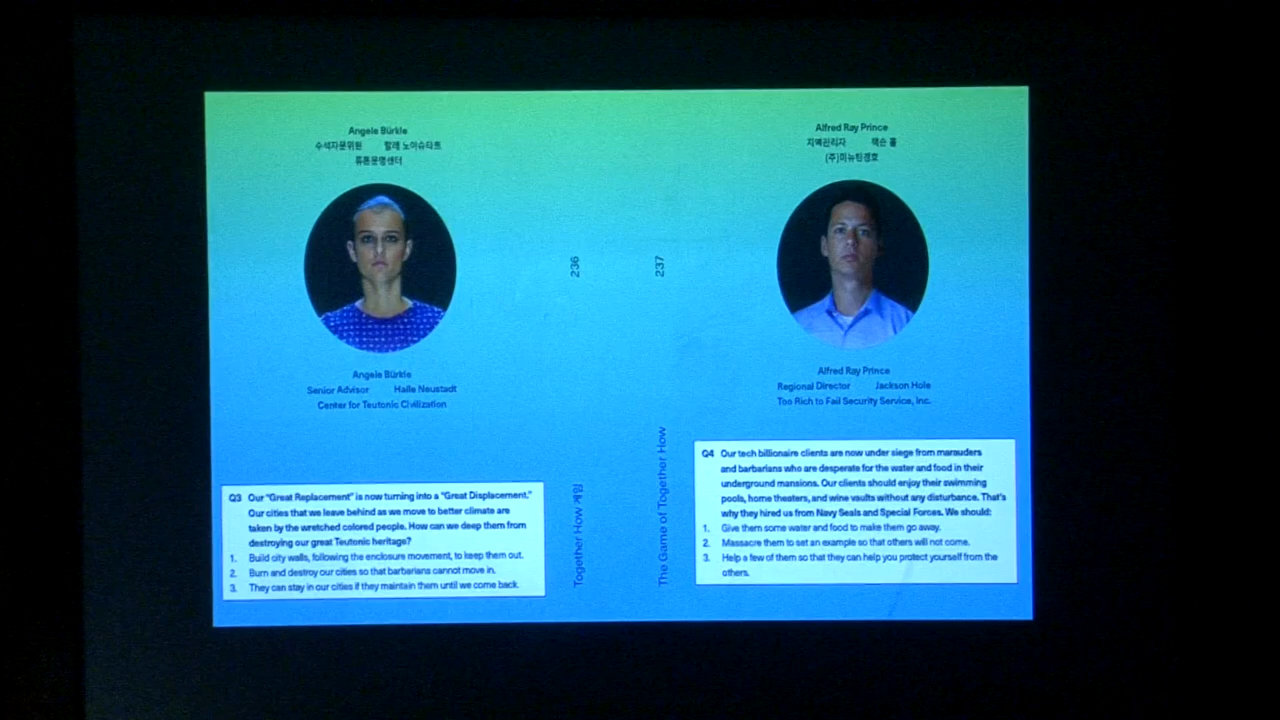 Angele Bürkle
수석자문위원 할레 노이슈타트
튜튼문명센터
Angele Bürkle
Senior Advisor Halle Neustadt
Center for Teutonic Civilization
Q3 Our "Great Replacement" is now turning into a "Great Displacement."
Our cities that we leave behind as we move to better climate are
taken by the wretched colored people. How can we deep them from
destroying our great Teutonic heritage?
1. Build city walls, following the enclosure movement, to keep them out.
2. Burn and destroy our cities so that barbarians cannot move in.
3. They can stay in our cities if they maintain them until we come back.
236
Together How 게임
237
The Game of Together How
Alfred Ray Prince
지역관리자 잭슨 홀
Alfred Ray Prince
Regional Director Jackson Hole
Too Rich to Fail Security Service, Inc.
Q4 Our tech billionaire clients are now under siege from marauders
and barbarians who are desperate for the water and food in their
underground mansions. Our clients should enjoy their swimming
pools, home theaters, and wine vaults without any disturbance. That's
why they hired us from Navy Seals and Special Forces. We should:
1. Give them some water and food to make them go away.
2. Massacre them to set an example so that others will not come.
3. Help a few of them so that they can help you protect yourself from the
others.